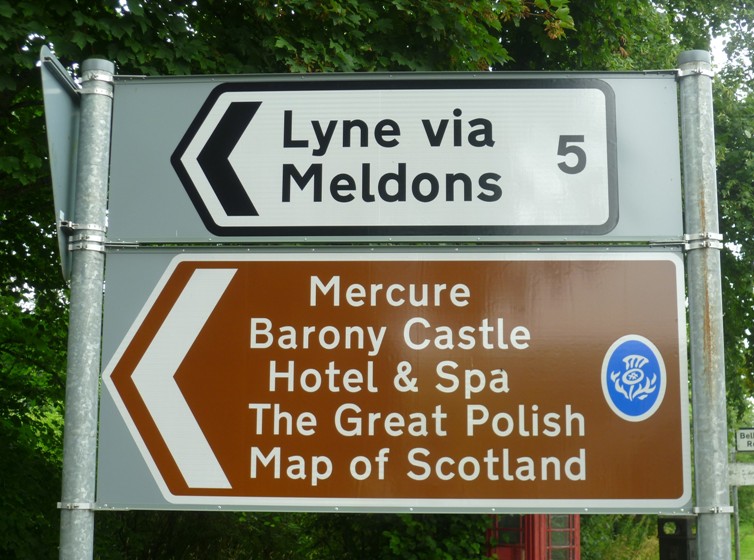 Lyne via
Meldons
5
Mercure
Barony Castle
Hotel & Spa
The Great Polish
Map of Scotland